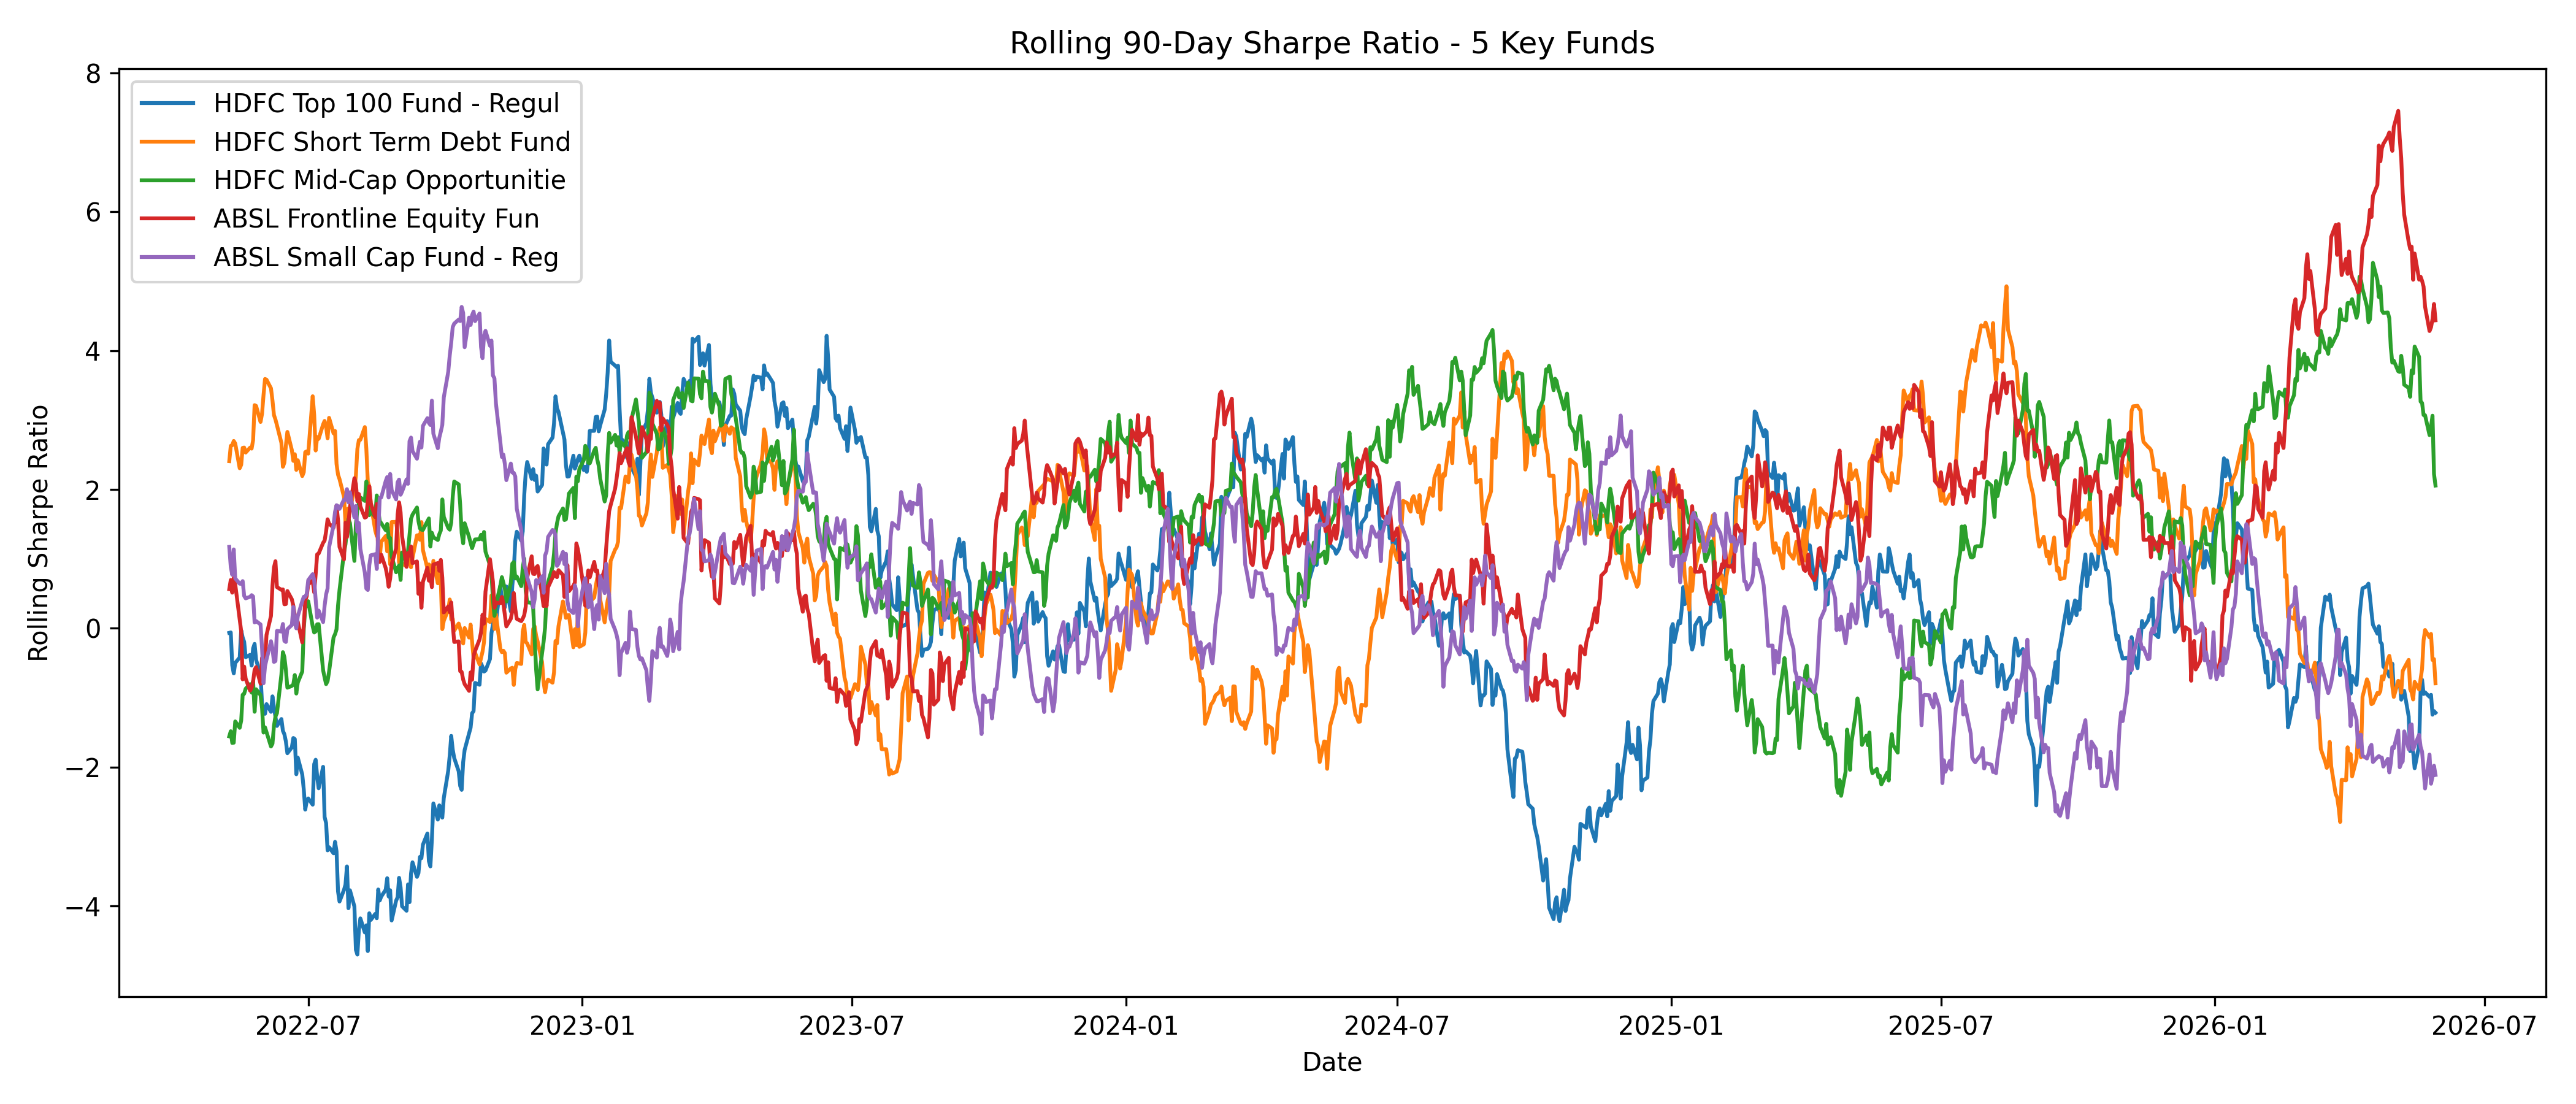 Rolling 90-Day Sharpe Ratio - 5 Key Funds
8
6
4
2
0
−2
−4
Rolling Sharpe Ratio
HDFC Top 100 Fund - Regul
HDFC Short Term Debt Fund
HDFC Mid-Cap Opportunitie
ABSL Frontline Equity Fun
ABSL Small Cap Fund - Reg
2022-07
2023-01
2023-07
2024-01
2024-07
2025-01
2025-07
2026-01
2026-07
Date